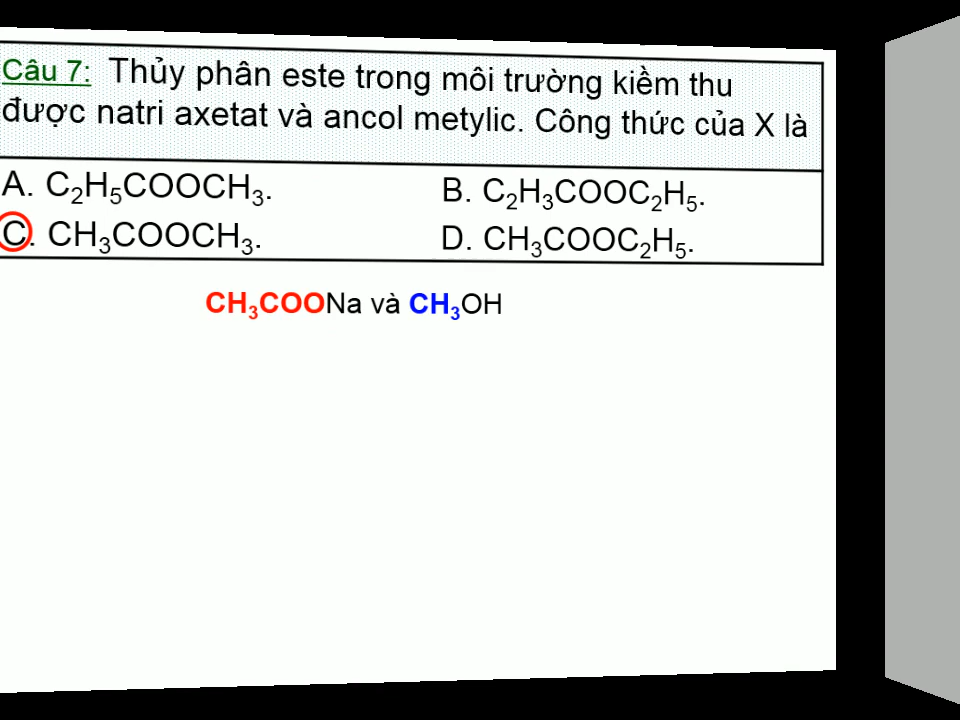 Câu 7: Thủy phân este trong môi trường kiềm thu
được natri axetat và ancol metylic. Công thức của X là
A. C₂H₅COOCH₃. B. C₂H₃COOC₂H₅.
C. CH₃COOCH₃. D. CH₃COOC₂H₅.
CH₃COONa và CH₃OH